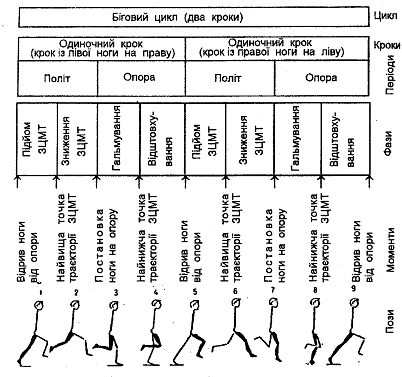 Біговий цикл (два кроки)
Цикл
Одиночний крок
(крок із лівої ноги на праву)
Одиночний крок
(крок із правої ноги на ліву)
Кроки
Політ
Опора
Політ
Опора
Періоди
Підйом
ЗЦМТ
Зниження
ЗЦМТ
Гальмування
Відштовху-
вання
Підйом
ЗЦМТ
Зниження
ЗЦМТ
Гальмування
Відштовху-
вання
Фази
Відрив ноги
від опори
Найвища точка
траєкторії ЗЦМТ
Постановка
ноги на опору
Найнижча точка
траєкторії ЗЦМТ
Відрив ноги
від опори
Найвища точка
траєкторії ЗЦМТ
Постановка
ноги на опору
Найнижча точка
траєкторії ЗЦМТ
Відрив ноги
від опори
Моменти
1 2 3 4 5 6 7 8 9
Пози